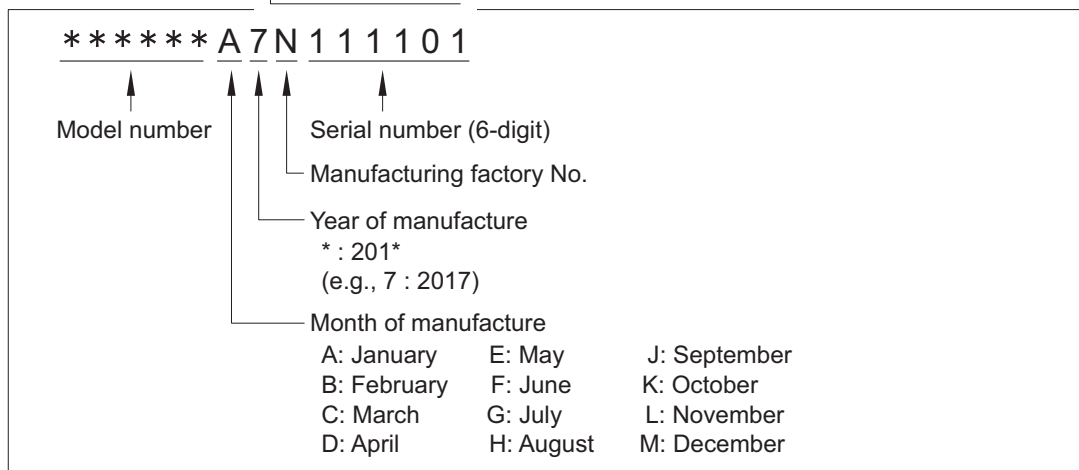 ******A7N111101
Model number
Serial number (6-digit)
Manufacturing factory No.
Year of manufacture
* : 201*
(e.g., 7 : 2017)
Month of manufacture
A: January E: May J: September
B: February F: June K: October
C: March G: July L: November
D: April H: August M: December